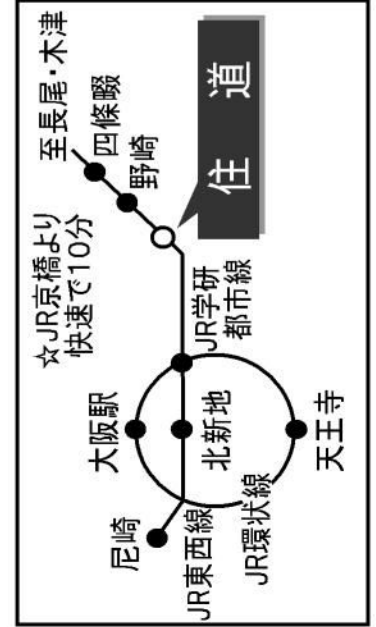 ☆JR京橋より
快速で10分
至長尾・木津
四條畷
野崎
住道
JR学研
都市線
大阪駅
北新地
天王寺
尼崎
JR東西線
JR環状線